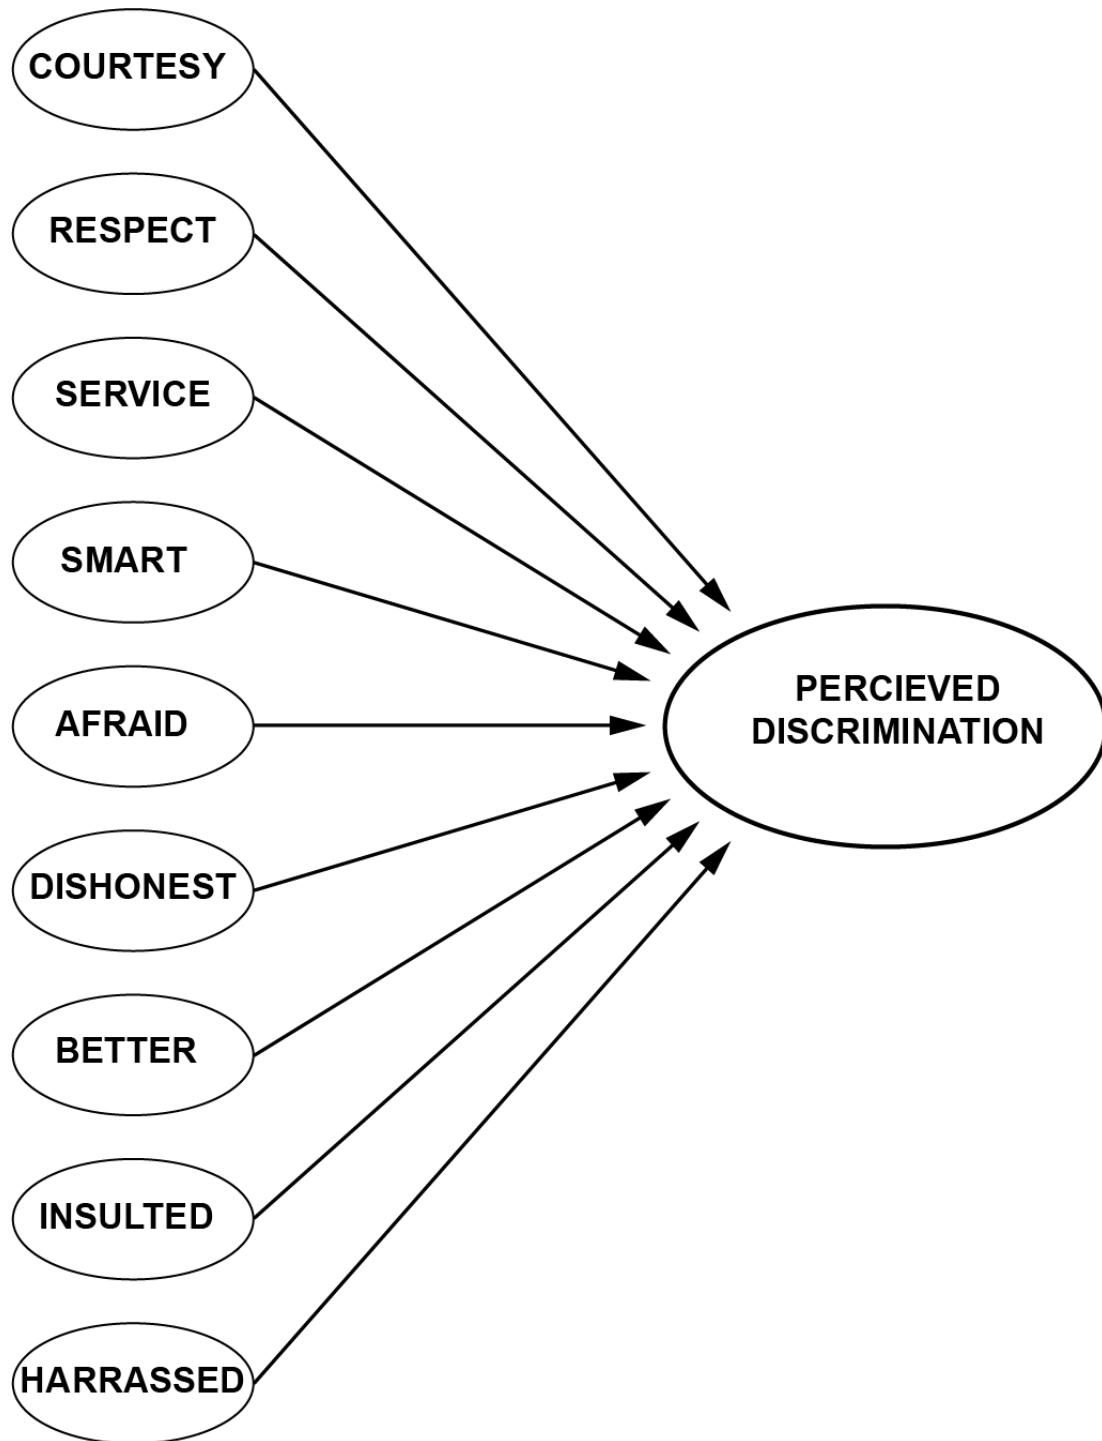 COURTESY
RESPECT
SERVICE
SMART
AFRAID
DISHONEST
BETTER
INSULTED
HARRASSED
PERCIEVED
DISCRIMINATION